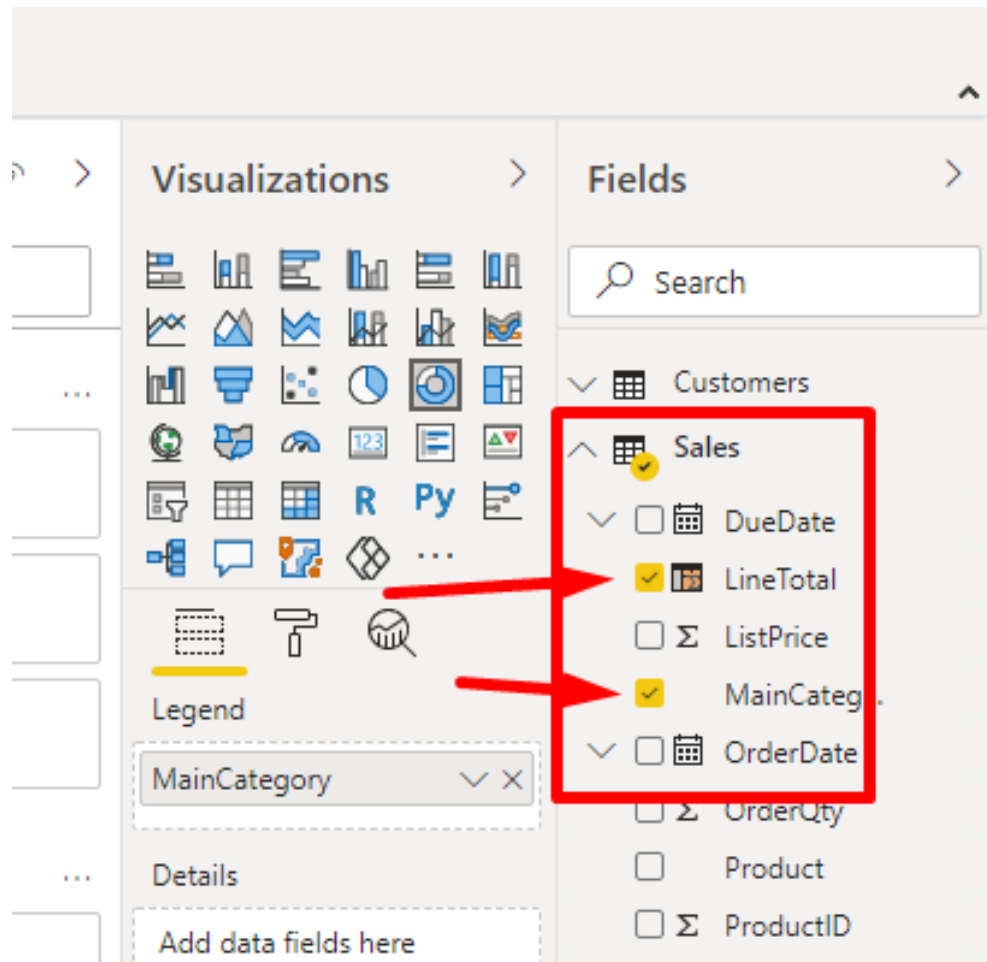 Visualizations
Fields
Search
123
R
Py
...
Customers
Sales
DueDate
LineTotal
ListPrice
MainCateg..
OrderDate
OrderQty
Product
ProductID
Legend
MainCategory
Details
Add data fields here